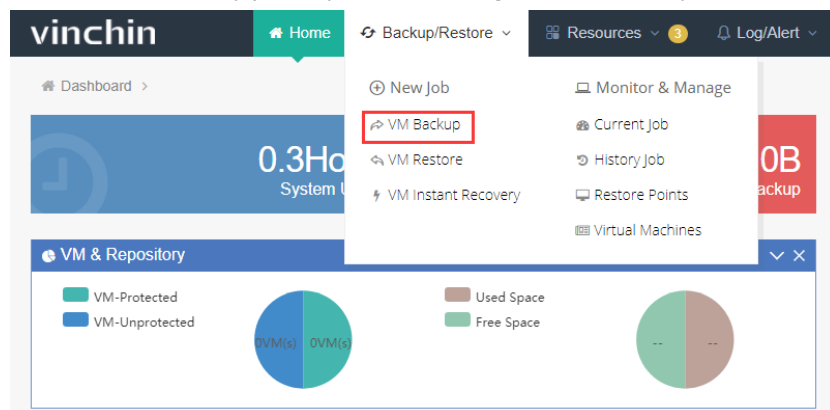 vinchin
Home
Backup/Restore
Resources 3
Log/Alert
Dashboard >
New Job
VM Backup
VM Restore
VM Instant Recovery
Monitor & Manage
Current Job
History Job
Restore Points
Virtual Machines
0.3Ho
System
0B
ackup
VM & Repository
VM-Protected
VM-Unprotected
0VM(s) 0VM(s)
Used Space
Free Space
-- --